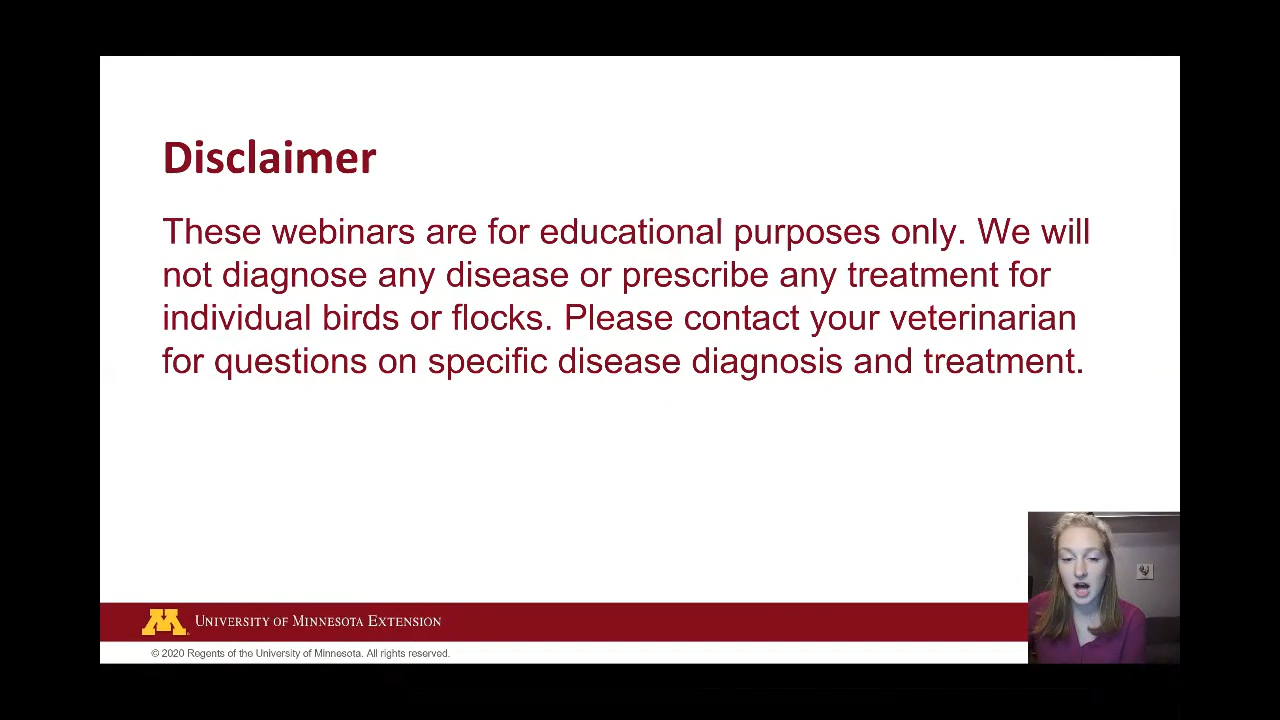 Disclaimer
These webinars are for educational purposes only. We will
not diagnose any disease or prescribe any treatment for
individual birds or flocks. Please contact your veterinarian
for questions on specific disease diagnosis and treatment.
M
UNIVERSITY OF MINNESOTA EXTENSION
© 2020 Regents of the University of Minnesota. All rights reserved.